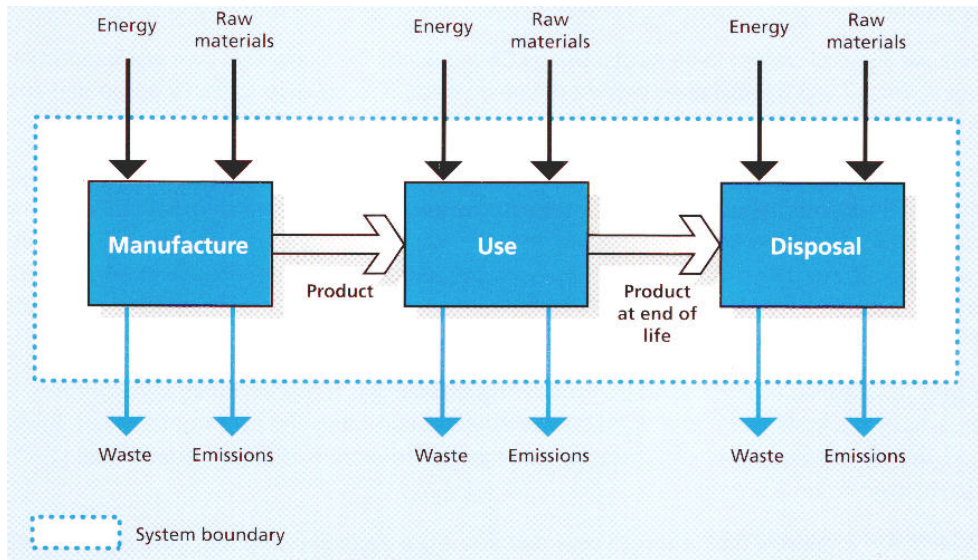 Energy
Raw
materials
Energy
Raw
materials
Energy
Raw
materials
Manufacture
Use
Disposal
Product
Product
at end of
life
Waste
Emissions
Waste
Emissions
Waste
Emissions
System boundary